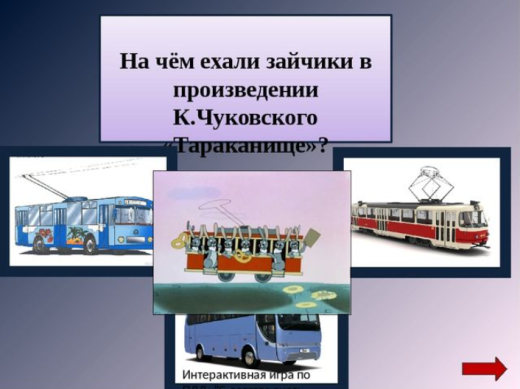 На чём ехали зайчики в
произведении
К.Чуковского
«Тараканище»?
Интерактивная игра по